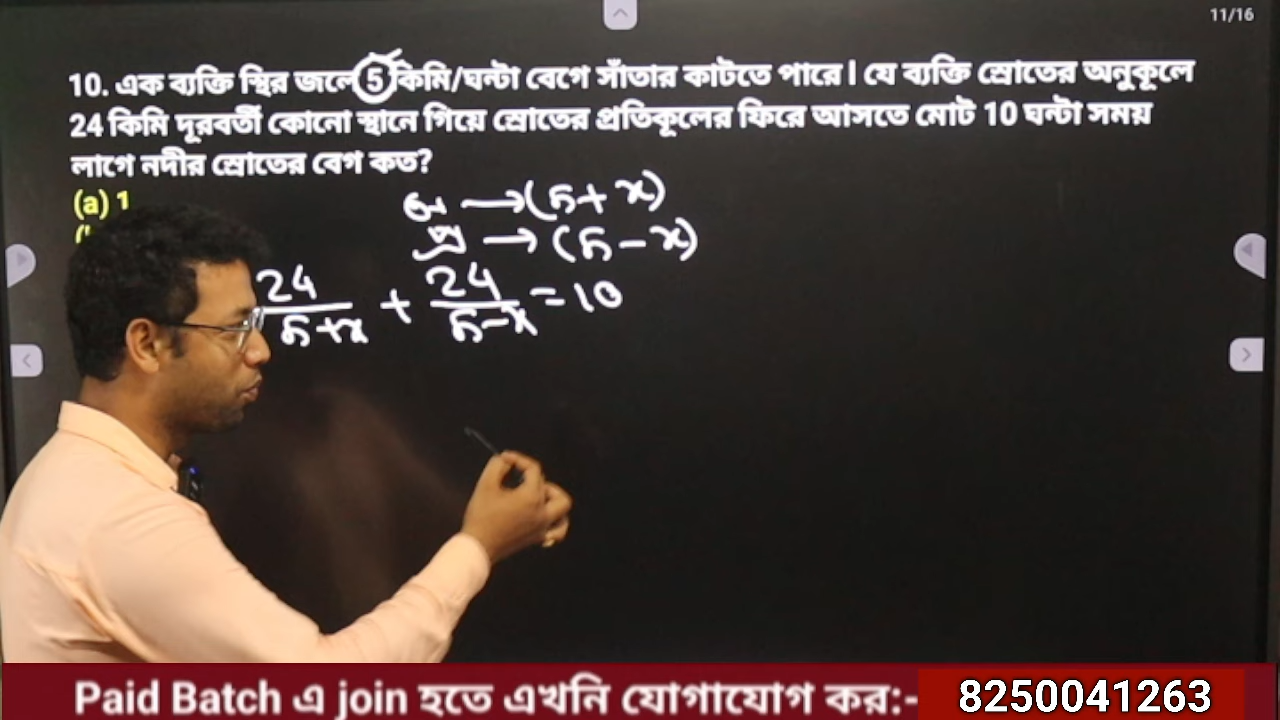 11/16
10. এক ব্যক্তি স্থির জলে 5 কিমি/ঘন্টা বেগে সাঁতার কাটতে পারে l যে ব্যক্তি স্রোতের অনুকূলে
24 কিমি দূরবর্তী কোনো স্থানে গিয়ে স্রোতের প্রতিকূলের ফিরে আসতে মোট 10 ঘন্টা সময়
লাগে নদীর স্রোতের বেগ কত?
(a) 1
অ → (5 + x)
প্র → (5 - x)
24/5+x + 24/5-x = 10
Paid Batch এ join হতে এখনি যোগাযোগ কর:- 8250041263